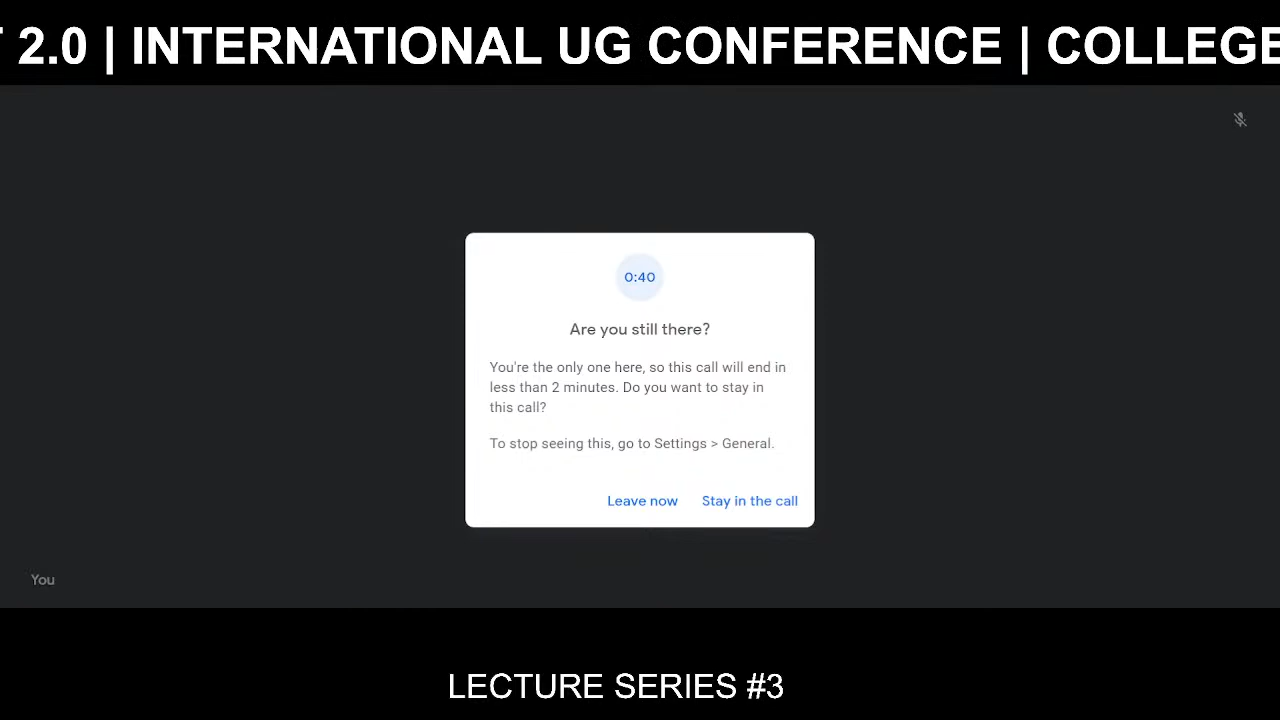 2.0 | INTERNATIONAL UG CONFERENCE | COLLEGE
0:40
Are you still there?
You're the only one here, so this call will end in
less than 2 minutes. Do you want to stay in
this call?
To stop seeing this, go to Settings > General.
Leave now Stay in the call
You
LECTURE SERIES #3